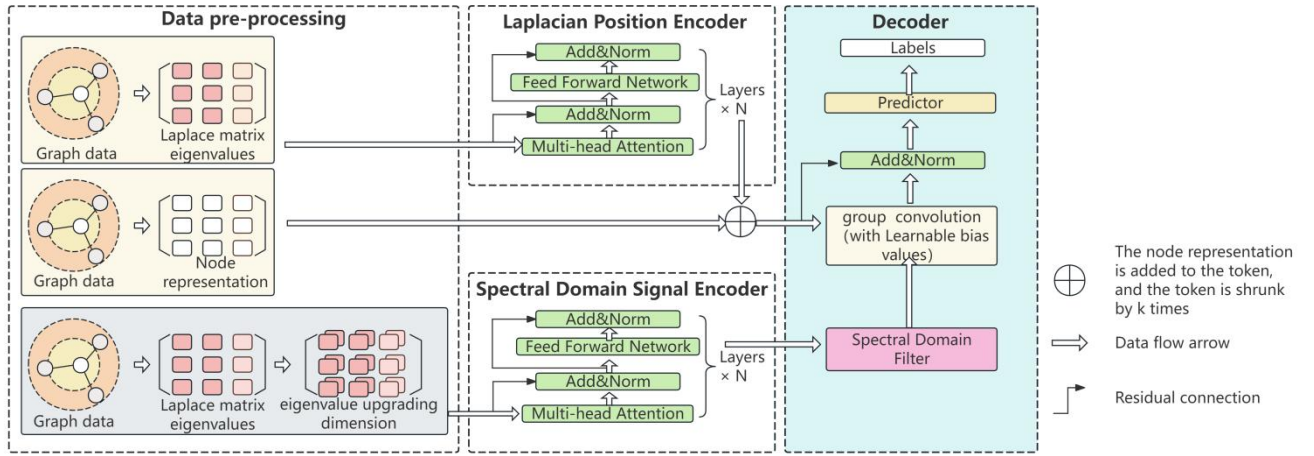 Data pre-processing
Graph data
Laplace matrix
eigenvalues
Graph data
Node
representation
Graph data
Laplace matrix
eigenvalues
eigenvalue upgrading
dimension
Laplacian Position Encoder
Add&Norm
Feed Forward Network
Add&Norm
Multi-head Attention
Layers
× N
Spectral Domain Signal Encoder
Add&Norm
Feed Forward Network
Add&Norm
Multi-head Attention
Layers
× N
Decoder
Labels
Predictor
Add&Norm
group convolution
(with Learnable bias
values)
Spectral Domain
Filter
The node representation
is added to the token,
and the token is shrunk
by k times
Data flow arrow
Residual connection